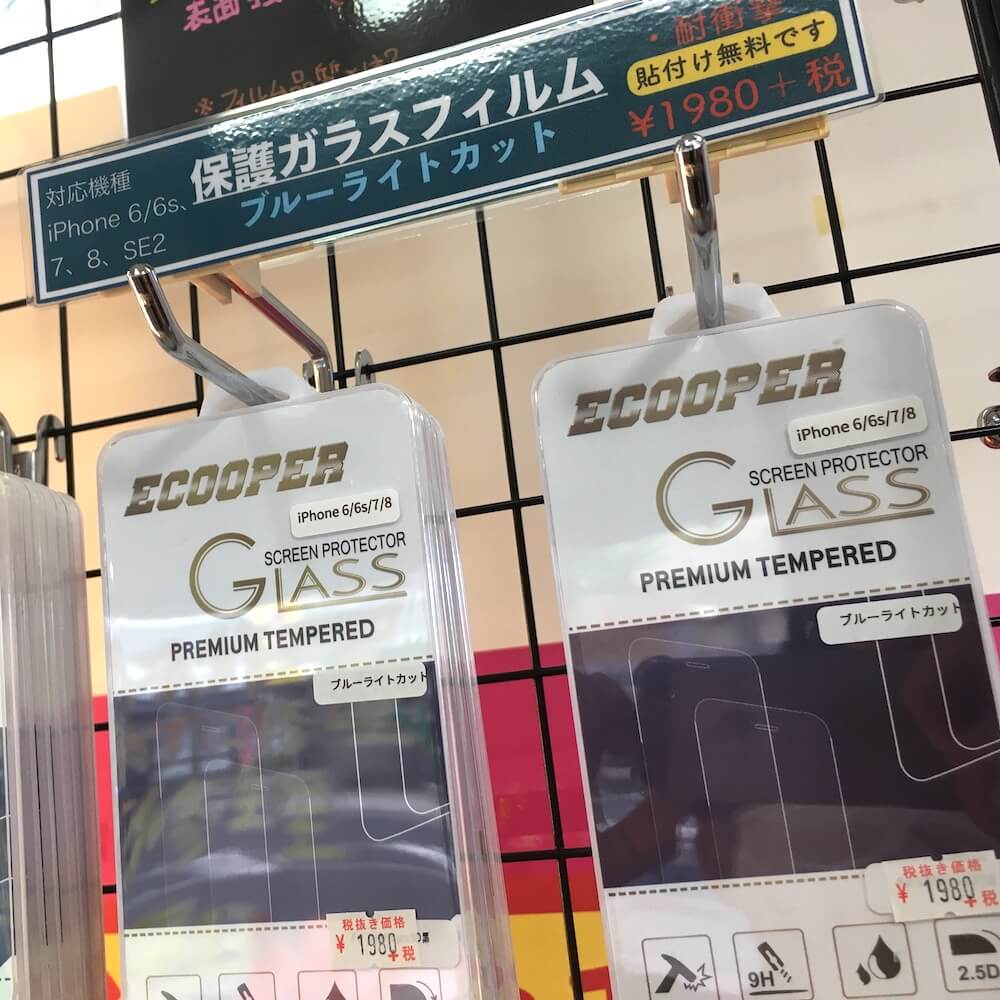 ・耐衝撃
対応機種
iPhone 6/6s、
7、8、SE2
保護ガラスフィルム
ブルーライトカット
貼付け無料です
¥1980+税
ECOOPER
iPhone 6/6s/7/8
SCREEN PROTECTOR
GLASS
PREMIUM TEMPERED
ブルーライトカット
税抜き価格
¥1980+税
ECOOPER
iPhone 6/6s/7/8
SCREEN PROTECTOR
GLASS
PREMIUM TEMPERED
ブルーライトカット
税抜き価格
¥1980+税
9H
2.5D